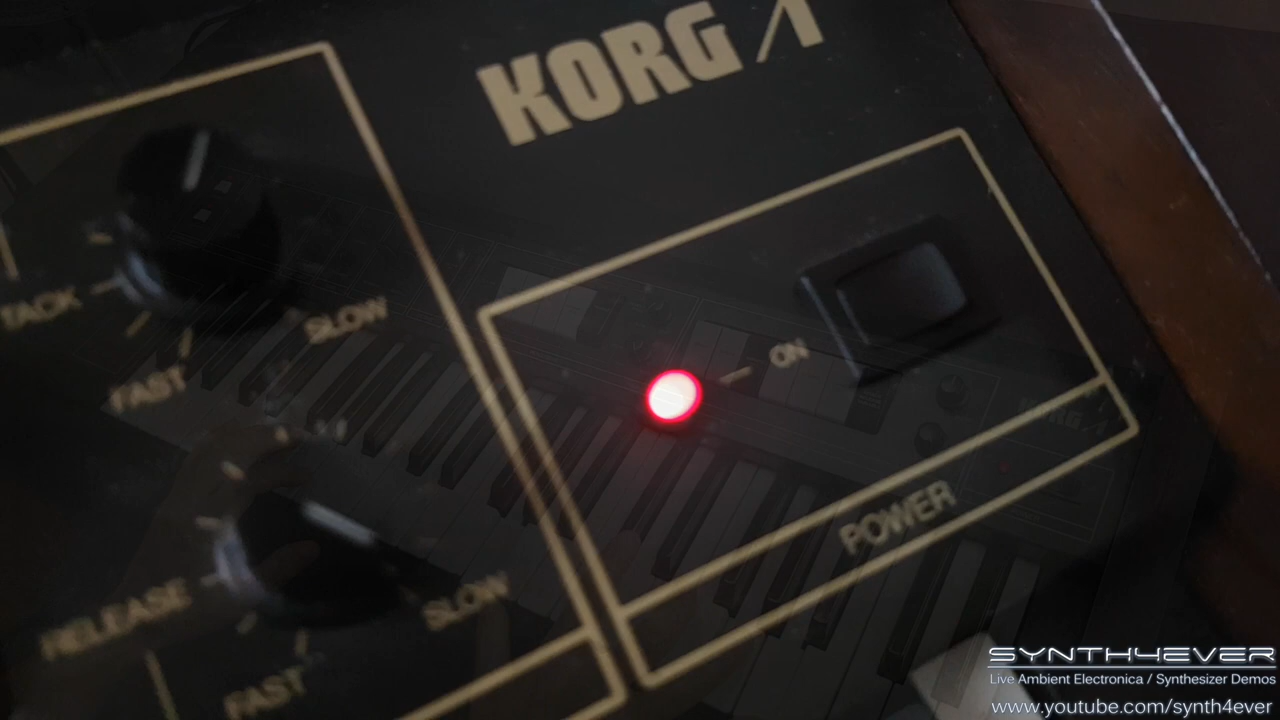 KORG
TACK
SLOW
FAST
ON
POWER
RELEASE
SLOW
FAST
KORG
SYNTH4EVER
Live Ambient Electronica / Synthesizer Demos
www.youtube.com/synth4ever